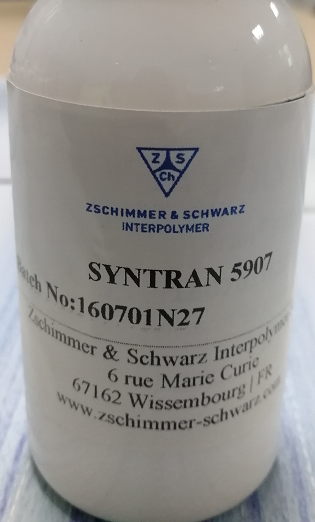 Z S
Ch
ZSCHIMMER & SCHWARZ
INTERPOLYMER
SYNTRAN 5907
Batch No:160701N27
Zschimmer & Schwarz Interpolymer
6 rue Marie Curie
67162 Wissembourg | FR
www.zschimmer-schwarz.com